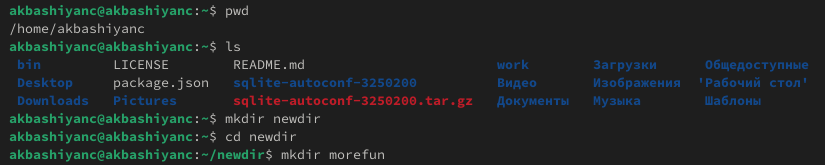 akbashiyanc@akbashiyanc:~$ pwd
/home/akbashiyanc
akbashiyanc@akbashiyanc:~$ ls
bin LICENSE README.md work Загрузки Общедоступные
Desktop package.json sqlite-autoconf-3250200 Видео Изображения 'Рабочий стол'
Downloads Pictures sqlite-autoconf-3250200.tar.gz Документы Музыка Шаблоны
akbashiyanc@akbashiyanc:~$ mkdir newdir
akbashiyanc@akbashiyanc:~$ cd newdir
akbashiyanc@akbashiyanc:~/newdir$ mkdir morefun